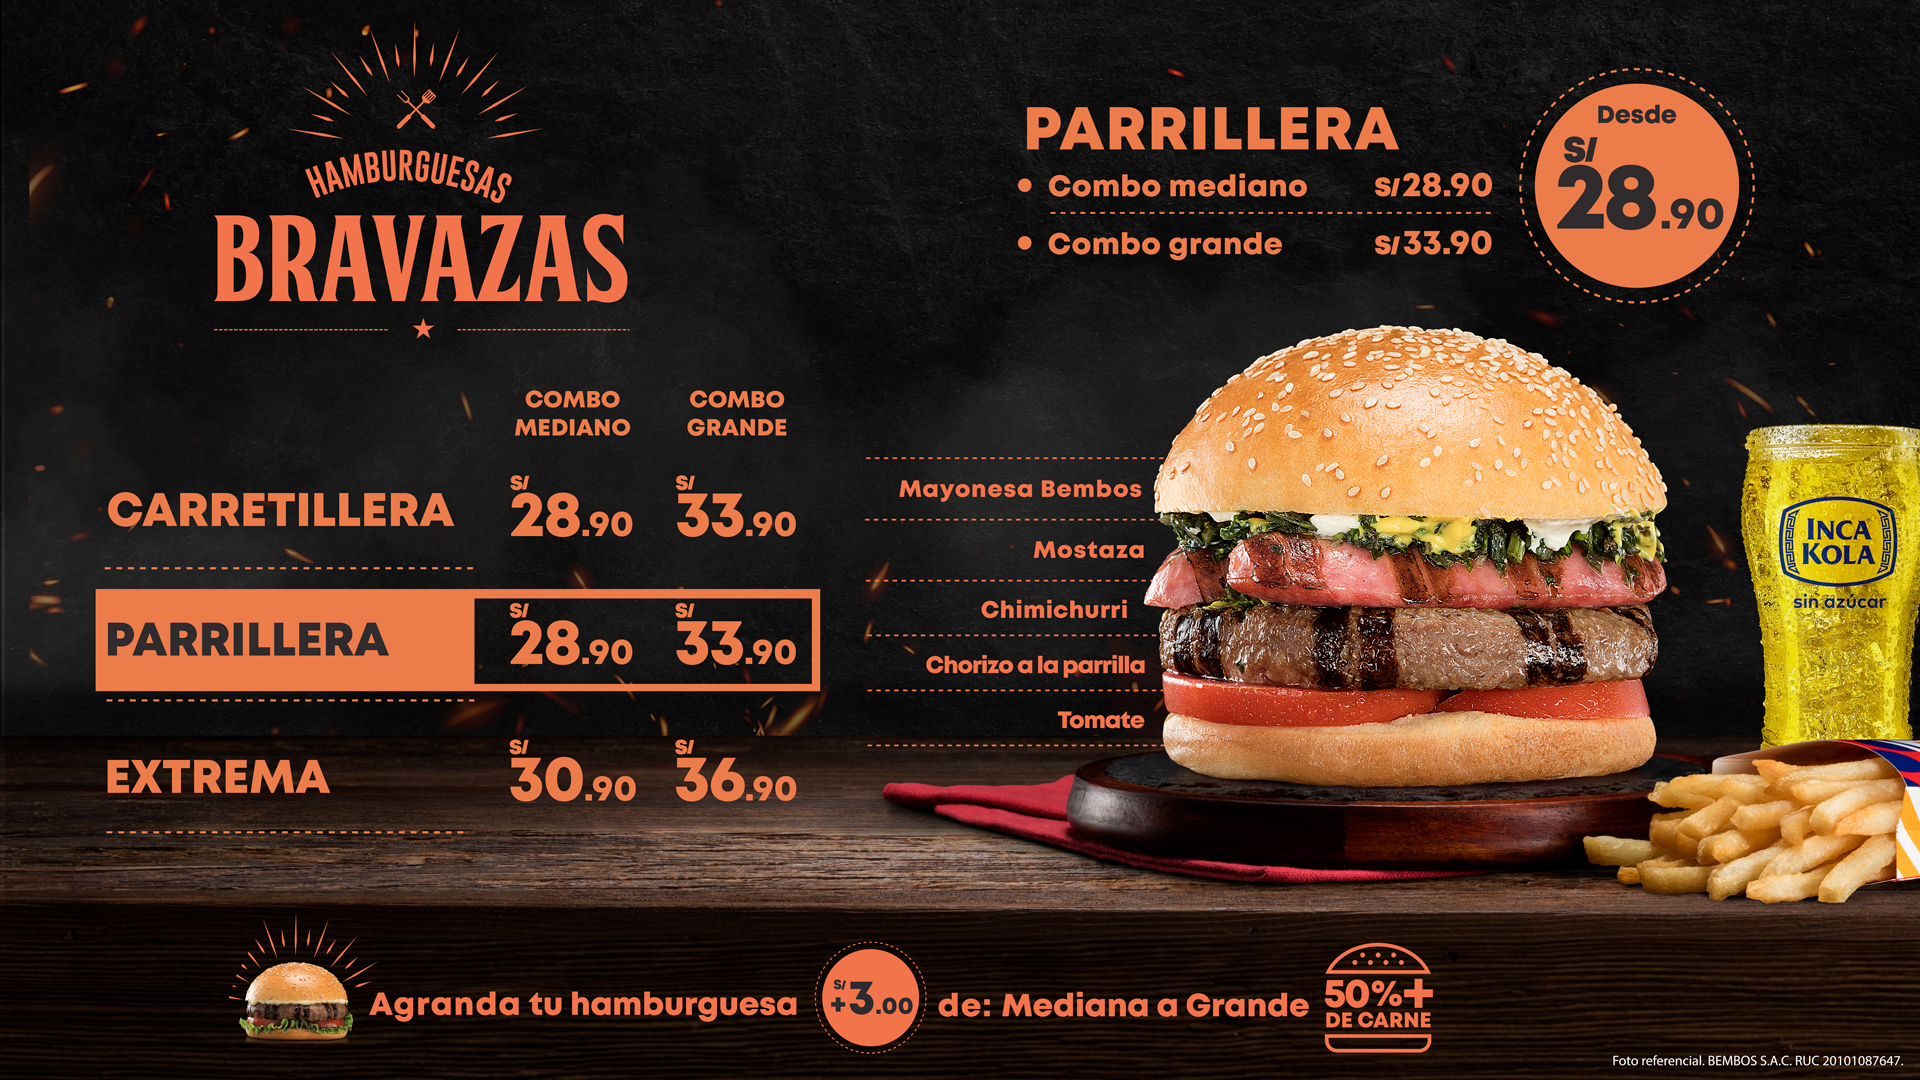 HAMBURGUESAS
BRAVAZAS
COMBO MEDIANO
COMBO GRANDE
CARRETILLERA S/ 28.90 S/ 33.90
PARRILLERA S/ 28.90 S/ 33.90
EXTREMA S/ 30.90 S/ 36.90
PARRILLERA
• Combo mediano S/28.90
• Combo grande S/33.90
Desde
S/
28.90
Mayonesa Bembos
Mostaza
Chimichurri
Chorizo a la parrilla
Tomate
INCA
KOLA
sin azúcar
Agranda tu hamburguesa S/ +3.00 de: Mediana a Grande
50%+
DE CARNE
Foto referencial. BEMBOS S.A.C. RUC 20101087647.